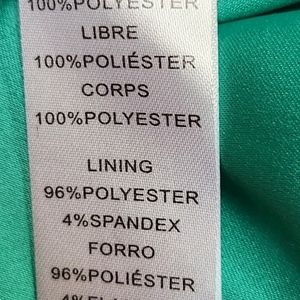 100%POLYESTER
LIBRE
100%POLIÉSTER
CORPS
100%POLYESTER
LINING
96%POLYESTER
4%SPANDEX
FORRO
96%POLIÉSTER